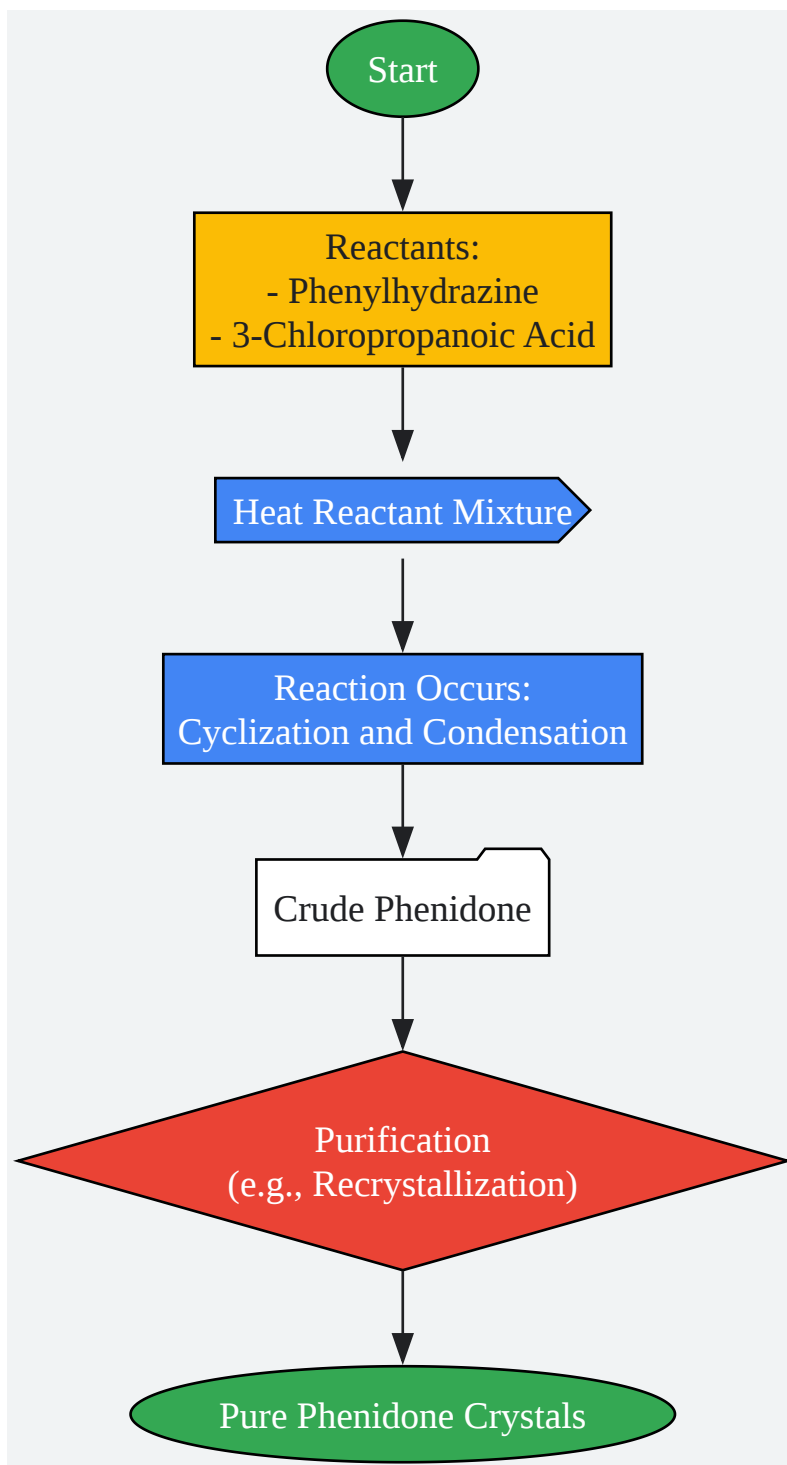 Start
Reactants:
- Phenylhydrazine
- 3-Chloropropanoic Acid
Heat Reactant Mixture
Reaction Occurs:
Cyclization and Condensation
Crude Phenidone
Purification
(e.g., Recrystallization)
Pure Phenidone Crystals